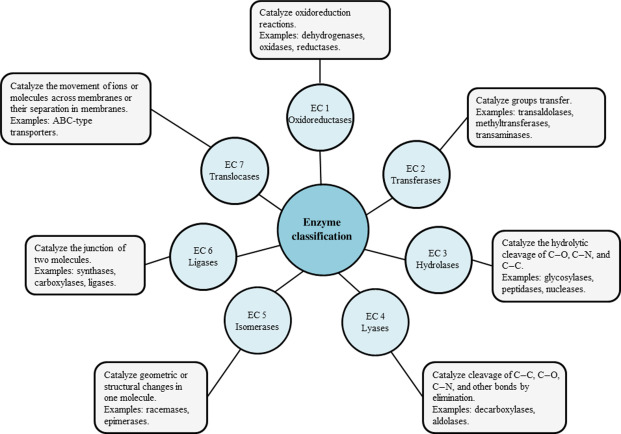 Catalyze oxidoreduction
reactions.
Examples: dehydrogenases,
oxidases, reductases.
EC 1
Oxidoreductases
Catalyze groups transfer.
Examples: transaldolases,
methyltransferases,
transaminases.
EC 2
Transferases
Catalyze the hydrolytic
cleavage of C−O, C−N, and
C−C.
Examples: glycosylases,
peptidases, nucleases.
EC 3
Hydrolases
Catalyze cleavage of C−C, C−O,
C−N, and other bonds by
elimination.
Examples: decarboxylases,
aldolases.
EC 4
Lyases
Catalyze geometric or
structural changes in
one molecule.
Examples: racemases,
epimerases.
EC 5
Isomerases
Catalyze the junction of
two molecules.
Examples: synthases,
carboxylases, ligases.
EC 6
Ligases
Catalyze the movement of ions or
molecules across membranes or
their separation in membranes.
Examples: ABC-type
transporters.
EC 7
Translocases
Enzyme
classification